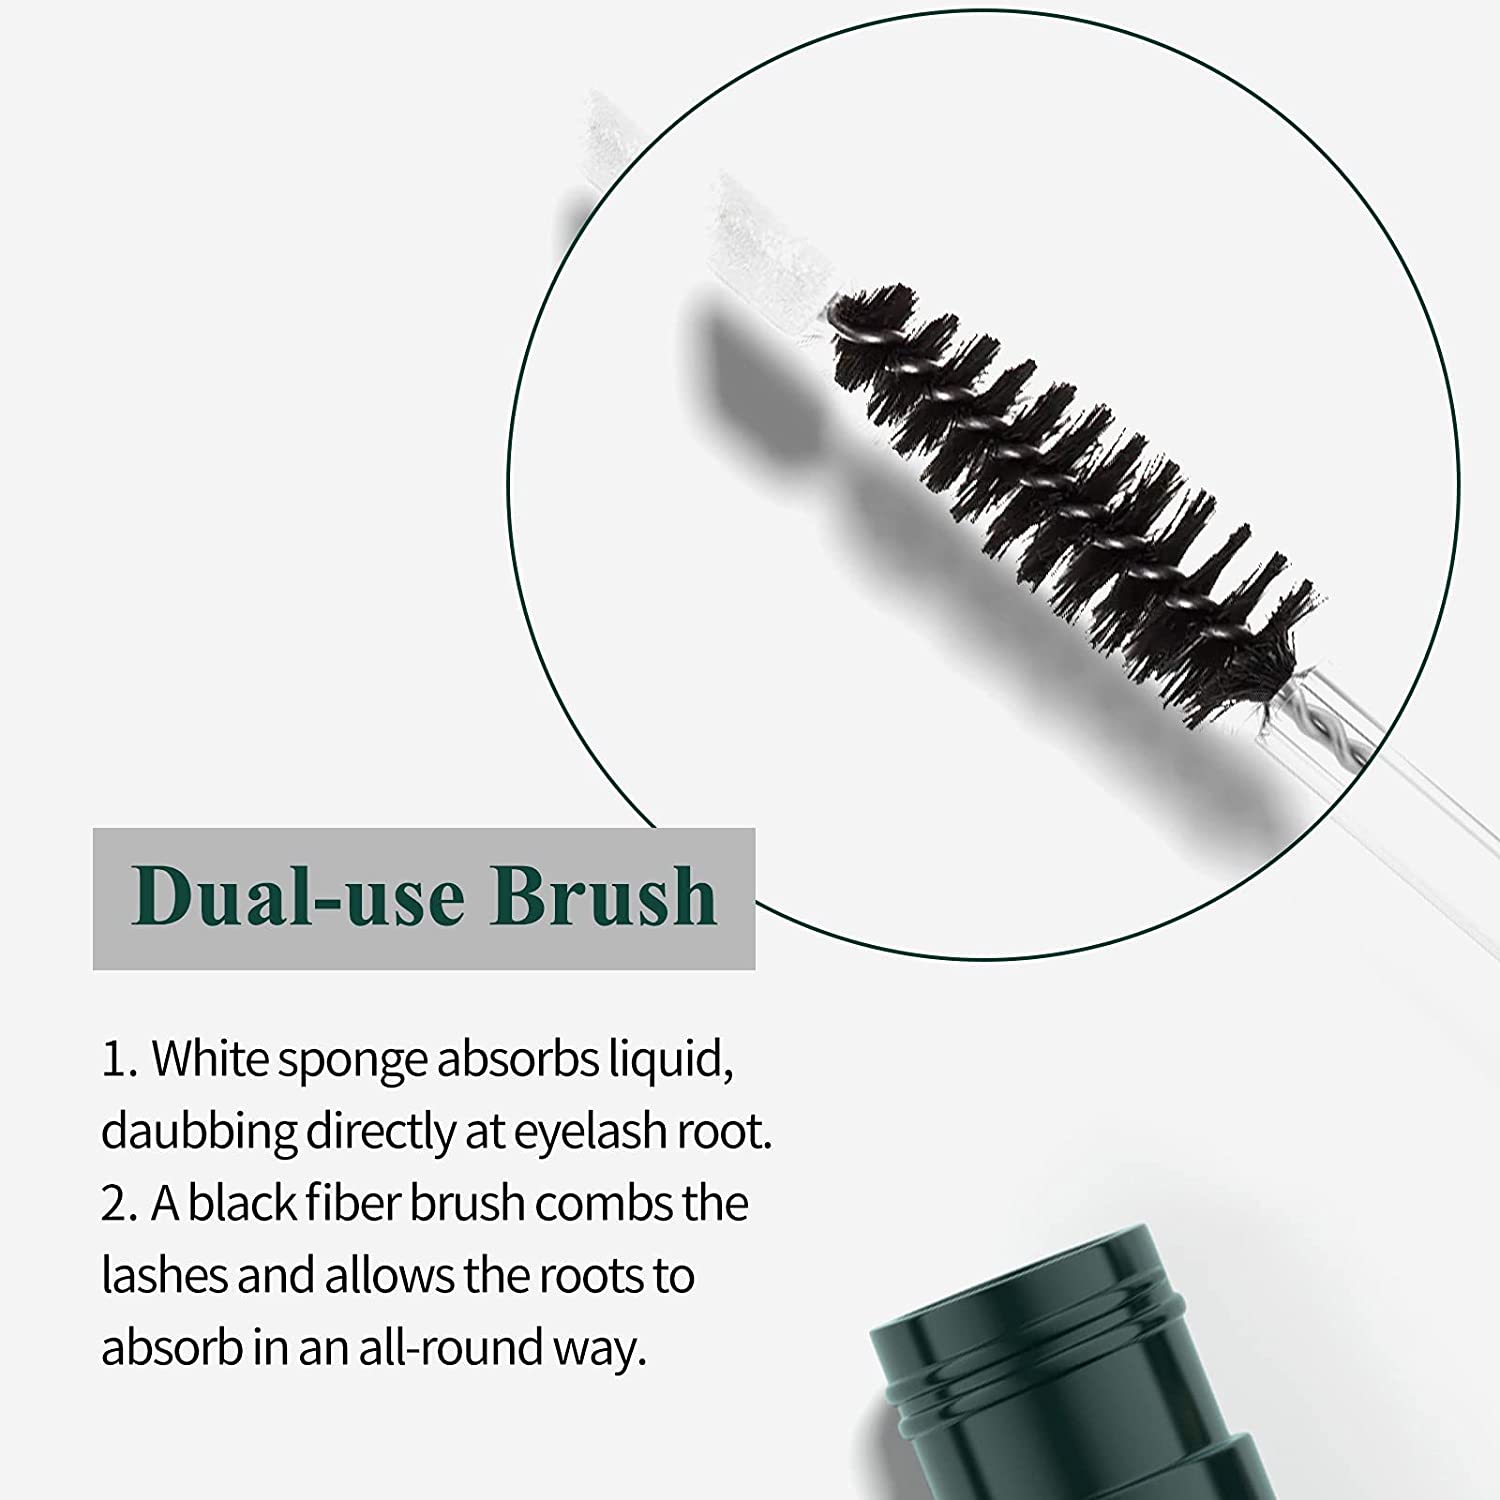 Dual-use Brush
1. White sponge absorbs liquid,
daubbing directly at eyelash root.
2. A black fiber brush combs the
lashes and allows the roots to
absorb in an all-round way.